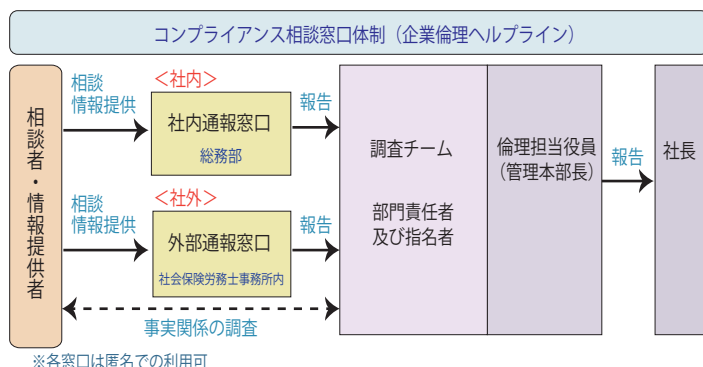 コンプライアンス相談窓口体制（企業倫理ヘルプライン）
相談者・情報提供者
相談
情報提供
＜社内＞
社内通報窓口
総務部
報告
相談
情報提供
＜社外＞
外部通報窓口
社会保険労務士事務所内
報告
事実関係の調査
調査チーム
部門責任者
及び指名者
倫理担当役員
（管理本部長）
報告
社長
※各窓口は匿名での利用可